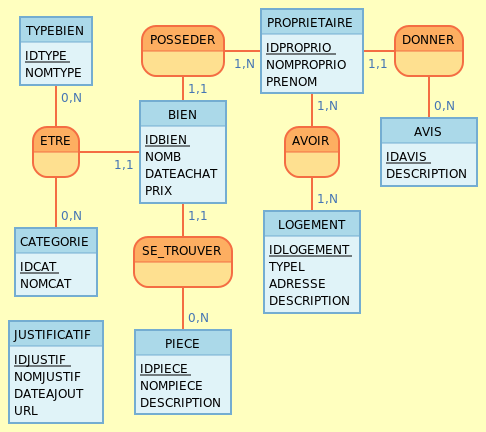 TYPEBIEN
IDTYPE
NOMTYPE
0,N
ETRE
1,1
0,N
CATEGORIE
IDCAT
NOMCAT
JUSTIFICATIF
IDJUSTIF
NOMJUSTIF
DATEAJOUT
URL
POSSEDER
1,N
1,1
BIEN
IDBIEN
NOMB
DATEACHAT
PRIX
1,1
SE_TROUVER
0,N
PIECE
IDPIECE
NOMPIECE
DESCRIPTION
PROPRIETAIRE
IDPROPRIO
NOMPROPRIO
PRENOM
1,N
AVOIR
1,N
LOGEMENT
IDLOGEMENT
TYPEL
ADRESSE
DESCRIPTION
DONNER
1,1
0,N
AVIS
IDAVIS
DESCRIPTION